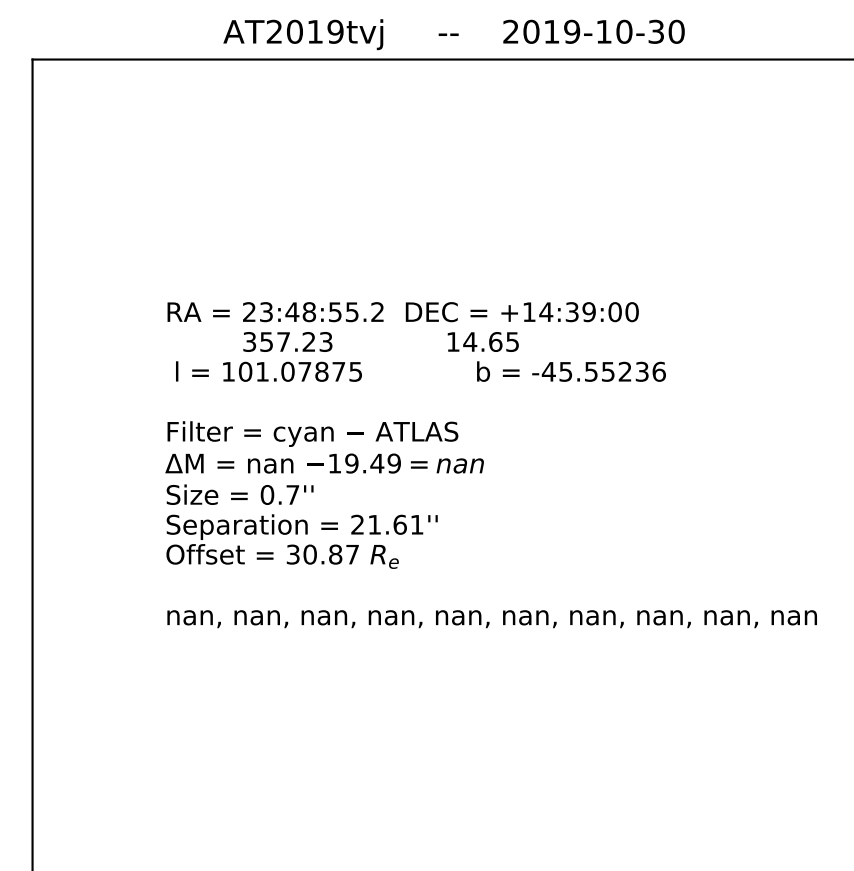 AT2019tvj -- 2019-10-30
RA = 23:48:55.2 DEC = +14:39:00
357.23 14.65
l = 101.07875 b = -45.55236
Filter = cyan − ATLAS
ΔM = nan −19.49 = nan
Size = 0.7''
Separation = 21.61''
Offset = 30.87 Re
nan, nan, nan, nan, nan, nan, nan, nan, nan, nan